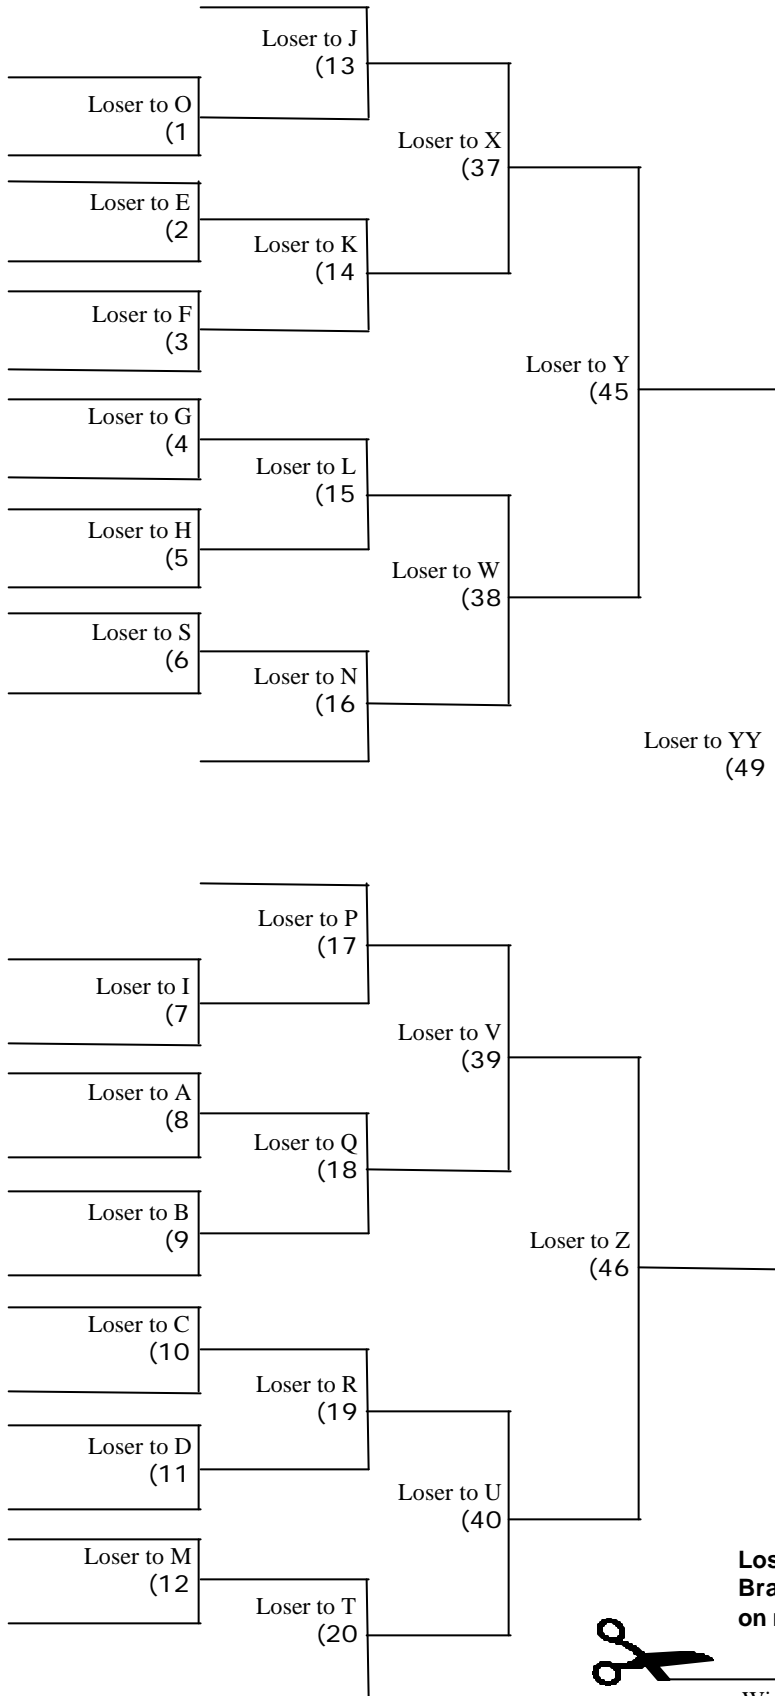 Loser to J
(13
Loser to O
(1
Loser to X
(37
Loser to E
(2
Loser to K
(14
Loser to F
(3
Loser to Y
(45
Loser to G
(4
Loser to L
(15
Loser to H
(5
Loser to W
(38
Loser to S
(6
Loser to N
(16
Loser to YY
(49
Loser to P
(17
Loser to I
(7
Loser to V
(39
Loser to A
(8
Loser to Q
(18
Loser to B
(9
Loser to Z
(46
Loser to C
(10
Loser to R
(19
Loser to D
(11
Loser to U
(40
Loser to M
(12
Loser to T
(20
Los
Bra
on